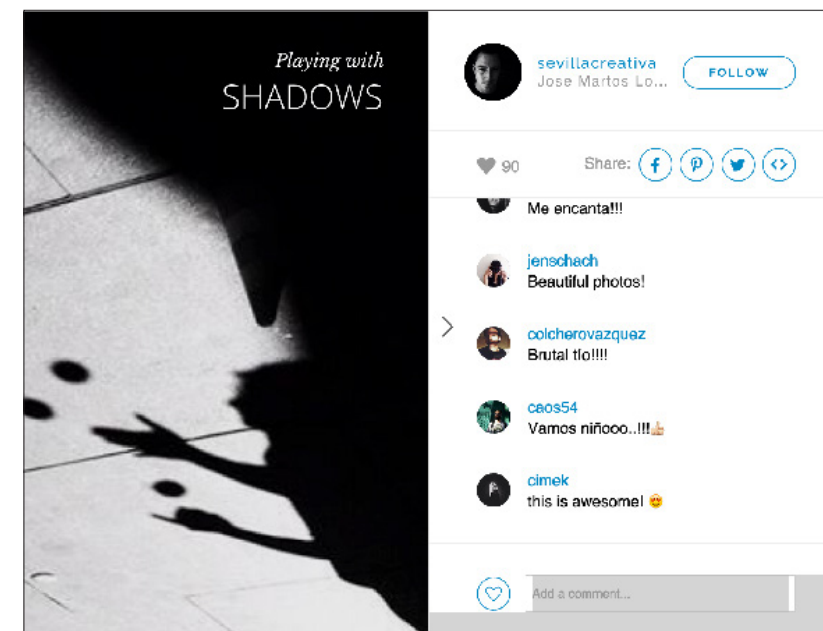 Playing with
SHADOWS
sevillacreativa
Jose Martos Lo...
FOLLOW
90
Share:
Me encanta!!!
jenschach
Beautiful photos!
colcherovazquez
Brutal tío!!!!
caos54
Vamos niñooo..!!!👍🏻
cimek
this is awesome! 😍
Add a comment...